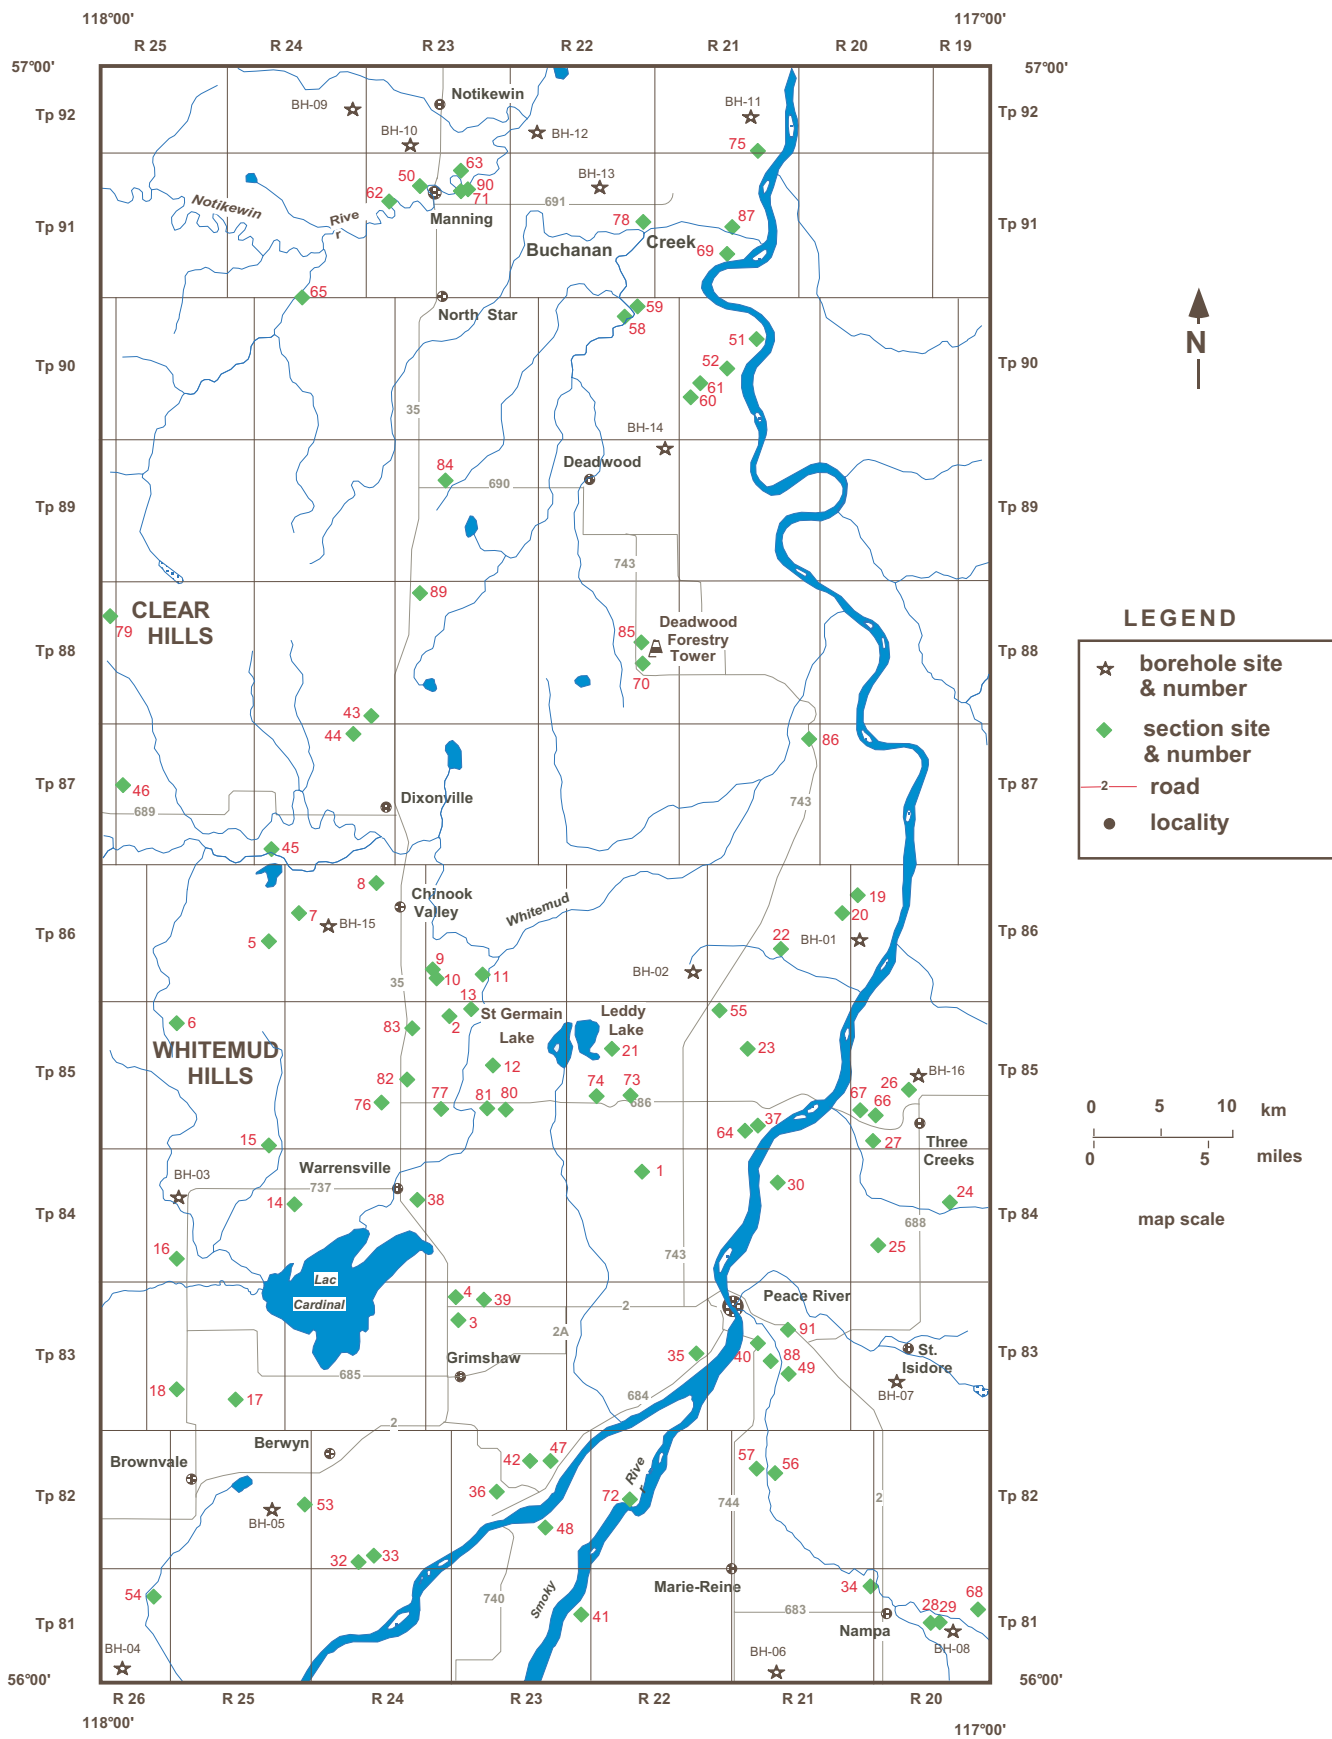 118°00'
117°00'
R 25
R 24
R 23
R 22
R 21
R 20
R 19
57°00'
57°00'
Tp 92
BH-09
Notikewin
BH-10
BH-12
BH-11
Tp 92
75
63
50
90
62
71
BH-13
691
Manning
Notikewin
Rive
r
Tp 91
78
87
Tp 91
Buchanan
Creek
69
65
North Star
59
58
51
N
Tp 90
52
61
60
Tp 90
35
BH-14
84
Deadwood
690
Tp 89
Tp 89
743
89
CLEAR
HILLS
79
LEGEND
85
Deadwood
Forestry
Tower
Tp 88
Tp 88
70
borehole site
& number
43
44
86
section site
& number
Tp 87
46
Tp 87
2
road
Dixonville
689
743
locality
45
8
Chinook
Valley
Whitemud
19
20
7
BH-15
Tp 86
5
22
BH-01
Tp 86
9
10
11
BH-02
35
13
6
83
2
St Germain
Lake
Leddy
Lake
55
WHITEMUD
HILLS
21
23
12
Tp 85
82
BH-16
Tp 85
26
76
77
81
80
74
73
686
67
66
0
5
10
km
37
64
27
Three
Creeks
15
0
5
miles
BH-03
Warrensville
737
1
30
24
14
38
Tp 84
688
Tp 84
map scale
16
743
25
Lac
Cardinal
4
39
2
Peace River
3
2A
91
Tp 83
Grimshaw
35
40
88
St.
Isidore
Tp 83
685
49
18
17
684
BH-07
2
Berwyn
Brownvale
42
47
57
56
Rive
r
36
72
Tp 82
53
744
2
Tp 82
BH-05
48
32
33
Marie-Reine
54
Smoky
740
34
68
41
683
28
29
Tp 81
Nampa
Tp 81
BH-04
BH-06
BH-08
56°00'
56°00'
R 26
R 25
R 24
R 23
R 22
R 21
R 20
118°00'
117°00'